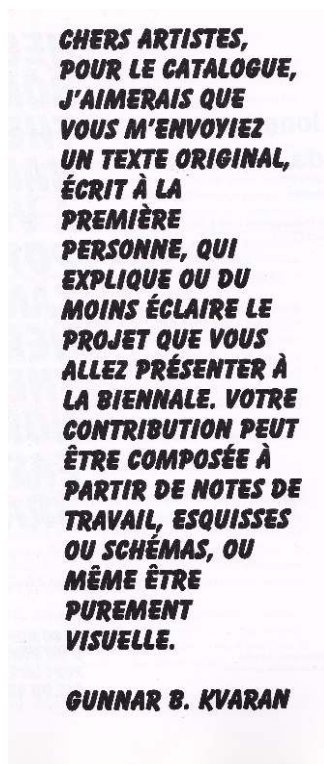 CHERS ARTISTES,
POUR LE CATALOGUE,
J'AIMERAIS QUE
VOUS M'ENVOYIEZ
UN TEXTE ORIGINAL,
ÉCRIT À LA
PREMIÈRE
PERSONNE, QUI
EXPLIQUE OU DU
MOINS ÉCLAIRE LE
PROJET QUE VOUS
ALLEZ PRÉSENTER À
LA BIENNALE. VOTRE
CONTRIBUTION PEUT
ÊTRE COMPOSÉE À
PARTIR DE NOTES DE
TRAVAIL, ESQUISSES
OU SCHÉMAS, OU
MÊME ÊTRE
PUREMENT
VISUELLE.
GUNNAR B. KVARAN